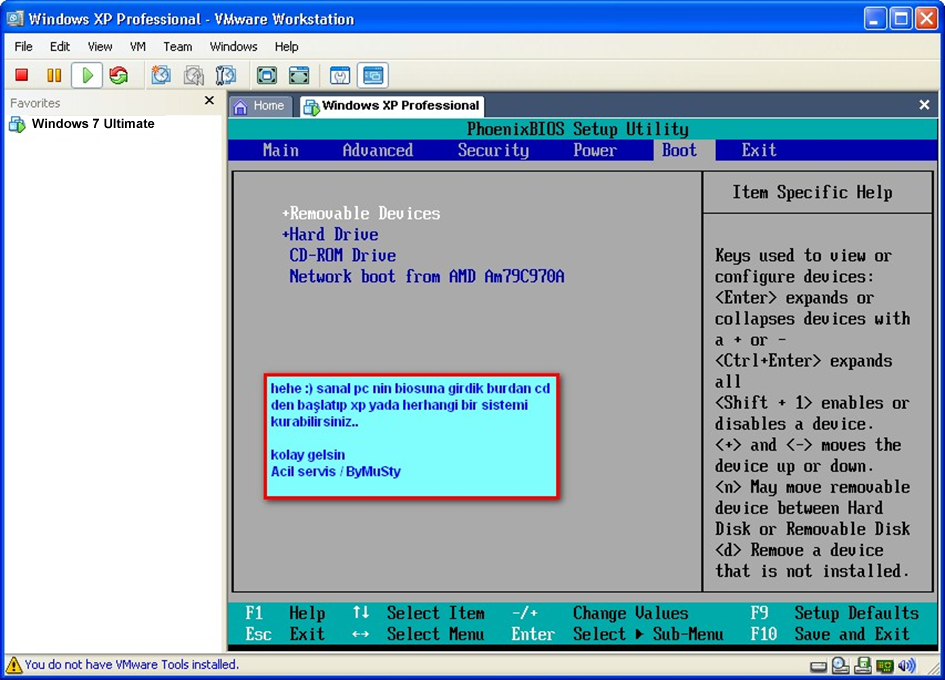 Windows XP Professional - VMware Workstation
File Edit View VM Team Windows Help
Favorites
Windows 7 Ultimate
Home Windows XP Professional
PhoenixBIOS Setup Utility
Main Advanced Security Power Boot Exit
+Removable Devices
+Hard Drive
CD-ROM Drive
Network boot from AMD Am79C970A
hehe :) sanal pc nin biosuna girdik burdan cd
den başlatıp xp yada herhangi bir sistemi
kurabilirsiniz..
kolay gelsin
Acil servis / ByMuSty
Item Specific Help
Keys used to view or
configure devices:
<Enter> expands or
collapses devices with
a + or -
<Ctrl+Enter> expands
all
<Shift + 1> enables or
disables a device.
<+> and <-> moves the
device up or down.
<n> May move removable
device between Hard
Disk or Removable Disk
<d> Remove a device
that is not installed.
F1 Help ↑↓ Select Item -/+ Change Values F9 Setup Defaults
Esc Exit ↔ Select Menu Enter Select ▶ Sub-Menu F10 Save and Exit
You do not have VMware Tools installed.